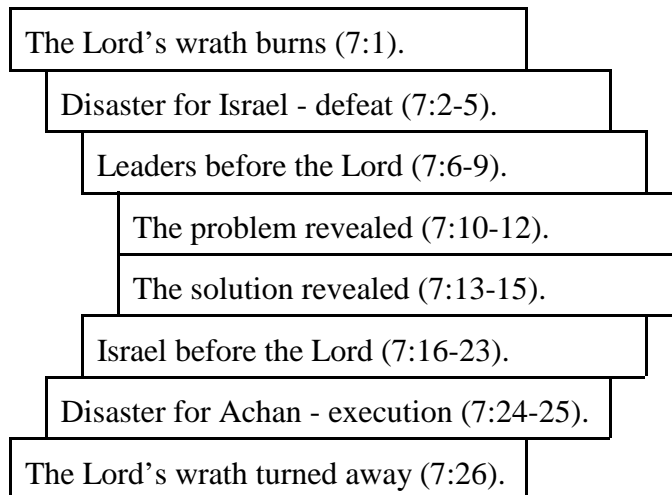 The Lord’s wrath burns (7:1).
Disaster for Israel - defeat (7:2-5).
Leaders before the Lord (7:6-9).
The problem revealed (7:10-12).
The solution revealed (7:13-15).
Israel before the Lord (7:16-23).
Disaster for Achan - execution (7:24-25).
The Lord’s wrath turned away (7:26).